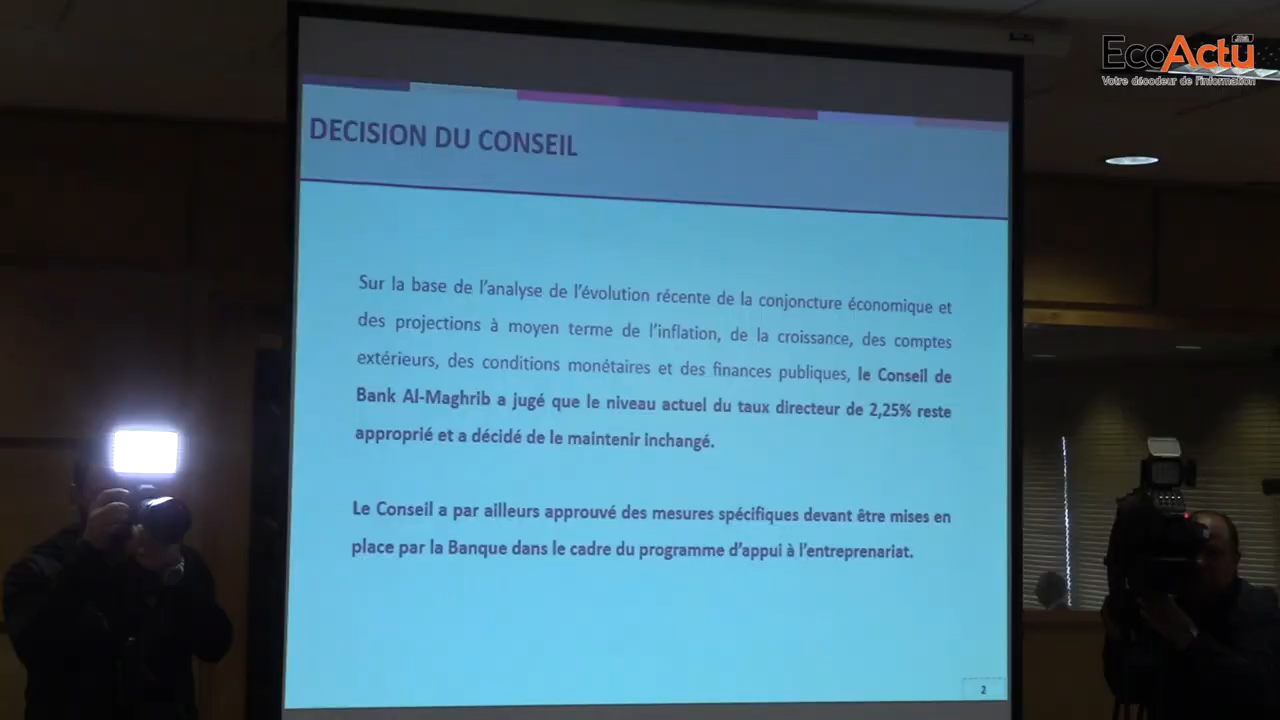 EcoActu
Votre décodeur de l'information
DECISION DU CONSEIL
Sur la base de l'analyse de l'évolution récente de la conjoncture économique et
des projections à moyen terme de l'inflation, de la croissance, des comptes
extérieurs, des conditions monétaires et des finances publiques, le Conseil de
Bank Al-Maghrib a jugé que le niveau actuel du taux directeur de 2,25% reste
approprié et a décidé de le maintenir inchangé.
Le Conseil a par ailleurs approuvé des mesures spécifiques devant être mises en
place par la Banque dans le cadre du programme d'appui à l'entreprenariat.
2